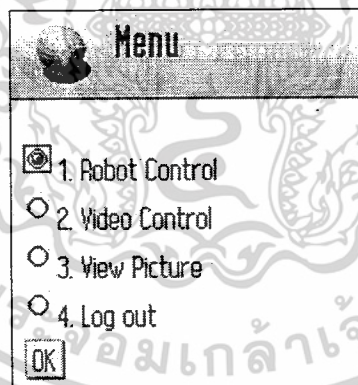 Menu
1. Robot Control
2. Video Control
3. View Picture
4. Log out
OK